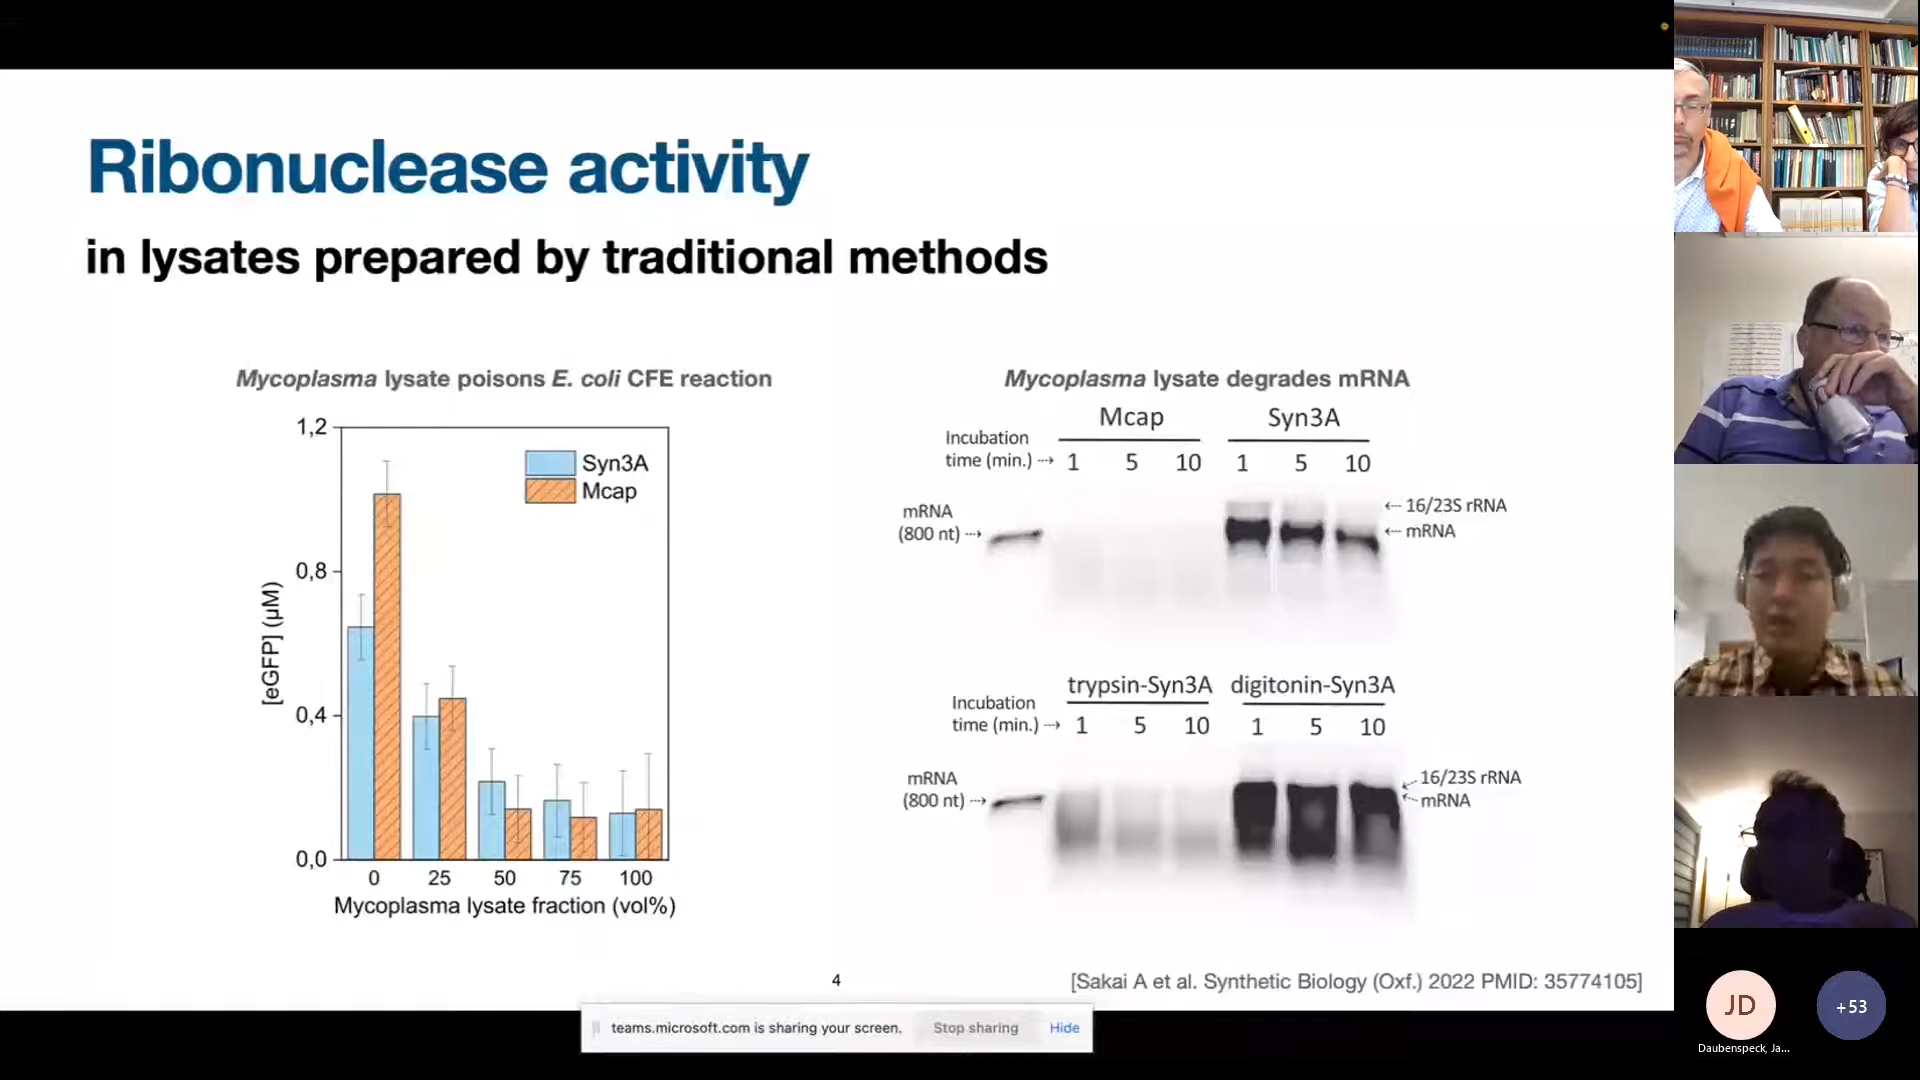 Ribonuclease activity
in lysates prepared by traditional methods
Mycoplasma lysate poisons E. coli CFE reaction
1,2
0,8
0,4
0,0
[eGFP] (µM)
Syn3A
Mcap
0 25 50 75 100
Mycoplasma lysate fraction (vol%)
Mycoplasma lysate degrades mRNA
Mcap Syn3A
Incubation
time (min.) ⇢ 1 5 10 1 5 10
mRNA
(800 nt) ⇢
⇠ 16/23S rRNA
⇠ mRNA
trypsin-Syn3A digitonin-Syn3A
Incubation
time (min.) ⇢ 1 5 10 1 5 10
mRNA
(800 nt) ⇢
16/23S rRNA
mRNA
4
[Sakai A et al. Synthetic Biology (Oxf.) 2022 PMID: 35774105]
teams.microsoft.com is sharing your screen. Stop sharing Hide
JD
+53
Daubenspeck, Ja...